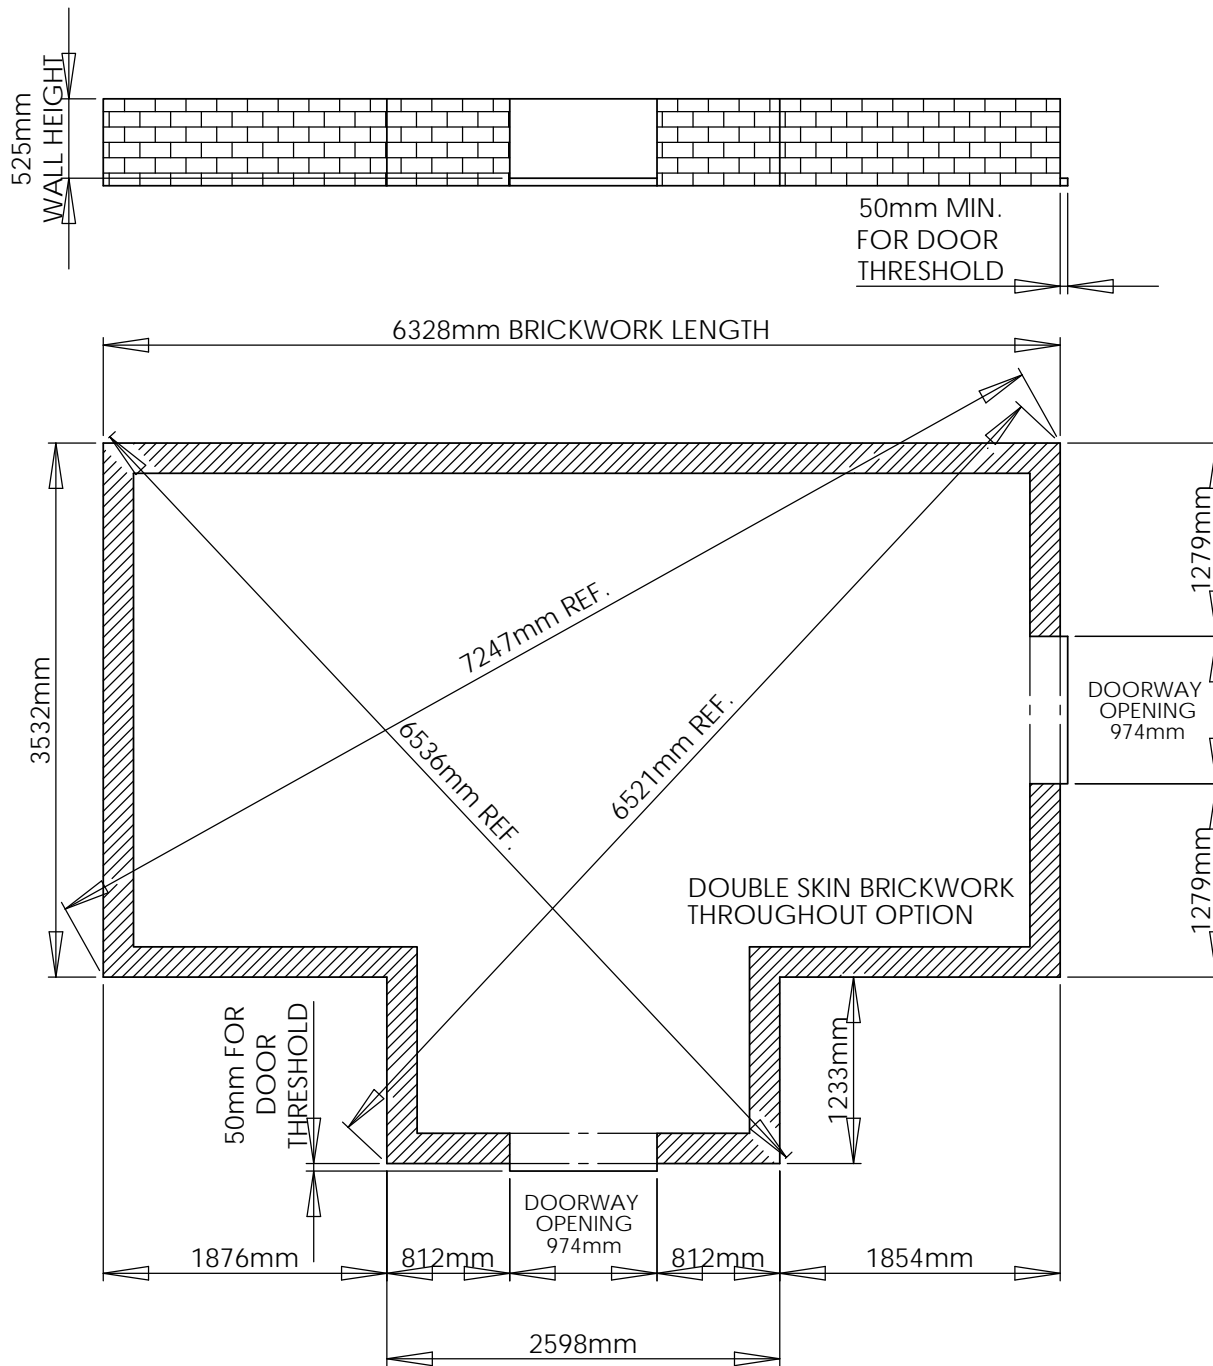 525mm
WALL HEIGHT
50mm MIN.
FOR DOOR
THRESHOLD
6328mm BRICKWORK LENGTH
1279mm
7247mm REF.
3532mm
6536mm REF.
6521mm REF.
DOORWAY
OPENING
974mm
DOUBLE SKIN BRICKWORK
THROUGHOUT OPTION
1279mm
50mm FOR
DOOR
THRESHOLD
1233mm
DOORWAY
OPENING
974mm
1876mm
812mm
812mm
1854mm
2598mm